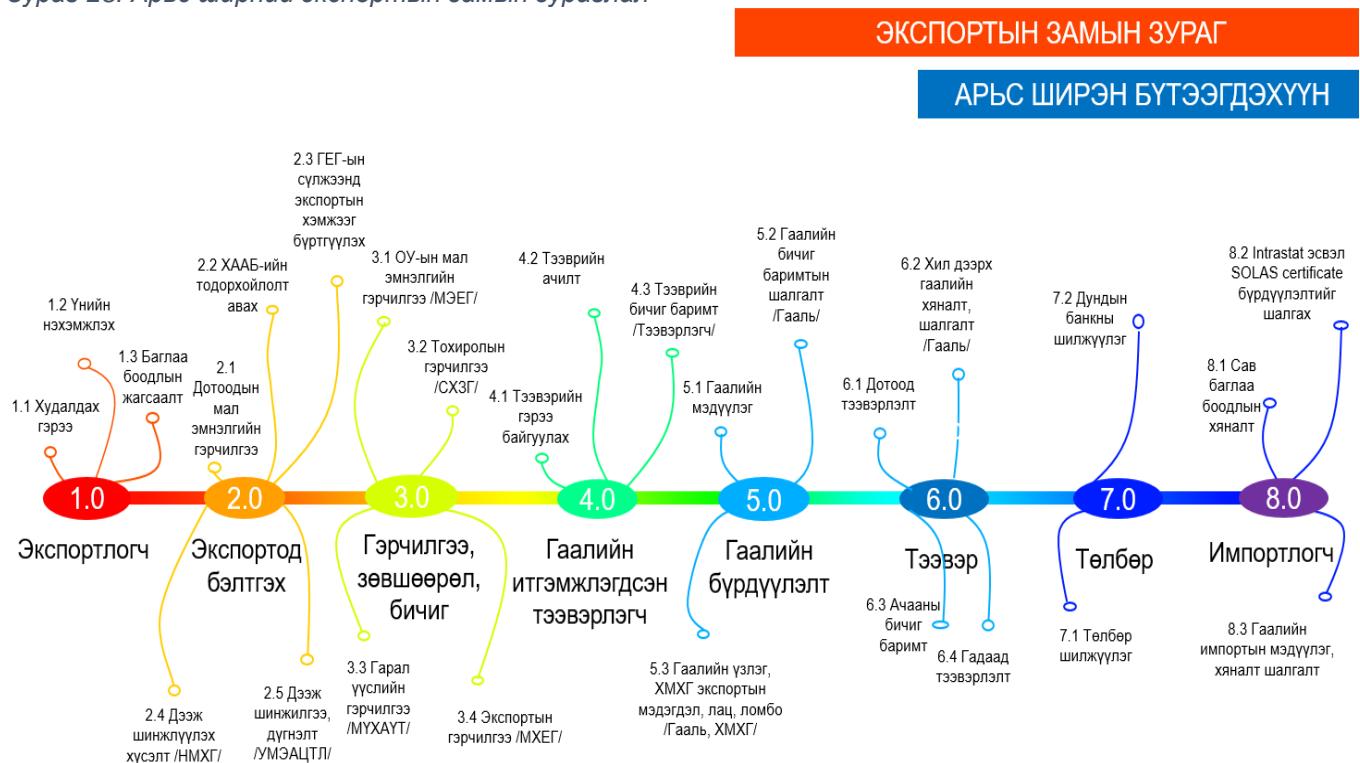 ЭКСПОРТЫН ЗАМЫН ЗУРАГ
АРЬС ШИРЭН БҮТЭЭГДЭХҮҮН
1.0
Экспортлогч
1.1 Худалдах
гэрээ
1.2 Үнийн
нэхэмжлэх
1.3 Баглаа
боодлын
жагсаалт
2.0
Экспортод
бэлтгэх
2.1
Дотоодын
мал
эмнэлгийн
гэрчилгээ
2.2 ХААБ-ийн
тодорхойлолт
авах
2.3 ГЕГ-ын
сүлжээнд
экспортын
хэмжээг
бүртгүүлэх
2.4 Дээж
шинжлүүлэх
хүсэлт /НМХГ/
2.5 Дээж
шинжилгээ,
дүгнэлт
/УМЭАЦТЛ/
3.0
Гэрчилгээ,
зөвшөөрөл,
бичиг
3.1 ОУ-ын мал
эмнэлгийн
гэрчилгээ /МЭЕГ/
3.2 Тохиролын
гэрчилгээ
/СХЗГ/
3.3 Гарал
үүслийн
гэрчилгээ
/МҮХАҮТ/
3.4 Экспортын
гэрчилгээ /МХЕГ/
4.0
Гаалийн
итгэмжлэгдсэн
тээвэрлэгч
4.1 Тээврийн
гэрээ
байгуулах
4.2 Тээврийн
ачилт
4.3 Тээврийн
бичиг баримт
/Тээвэрлэгч/
5.0
Гаалийн
бүрдүүлэлт
5.1 Гаалийн
мэдүүлэг
5.2 Гаалийн
бичиг
баримтын
шалгалт
/Гааль/
5.3 Гаалийн үзлэг,
ХМХГ экспортын
мэдэгдэл, лац, ломбо
/Гааль, ХМХГ/
6.0
Тээвэр
6.1 Дотоод
тээвэрлэлт
6.2 Хил дээрх
гаалийн
хяналт,
шалгалт
/Гааль/
6.3 Ачааны
бичиг
баримт
6.4 Гадаад
тээвэрлэлт
7.0
Төлбөр
7.1 Төлбөр
шилжүүлэг
7.2 Дундын
банкны
шилжүүлэг
8.0
Импортлогч
8.1 Сав
баглаа
боодлын
хяналт
8.2 Intrastat эсвэл
SOLAS certificate
бүрдүүлэлтийг
шалгах
8.3 Гаалийн
импортын мэдүүлэг,
хяналт шалгалт